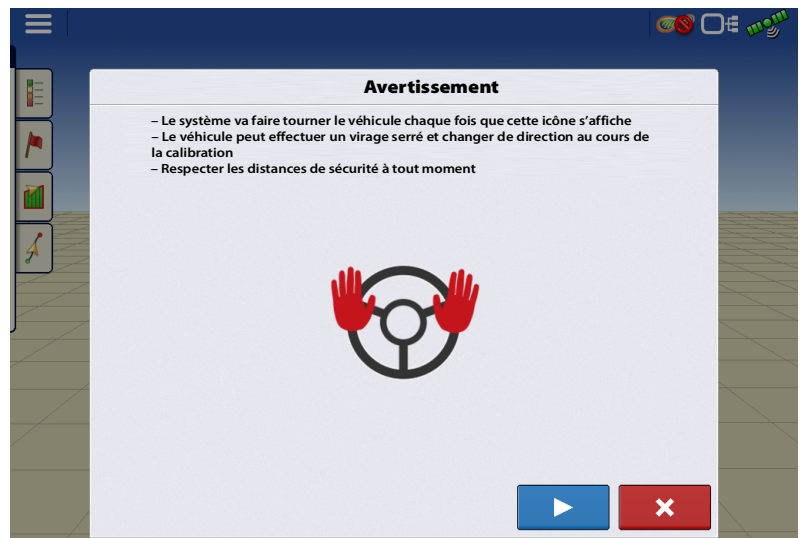 Avertissement
– Le système va faire tourner le véhicule chaque fois que cette icône s’affiche
– Le véhicule peut effectuer un virage serré et changer de direction au cours de
la calibration
– Respecter les distances de sécurité à tout moment